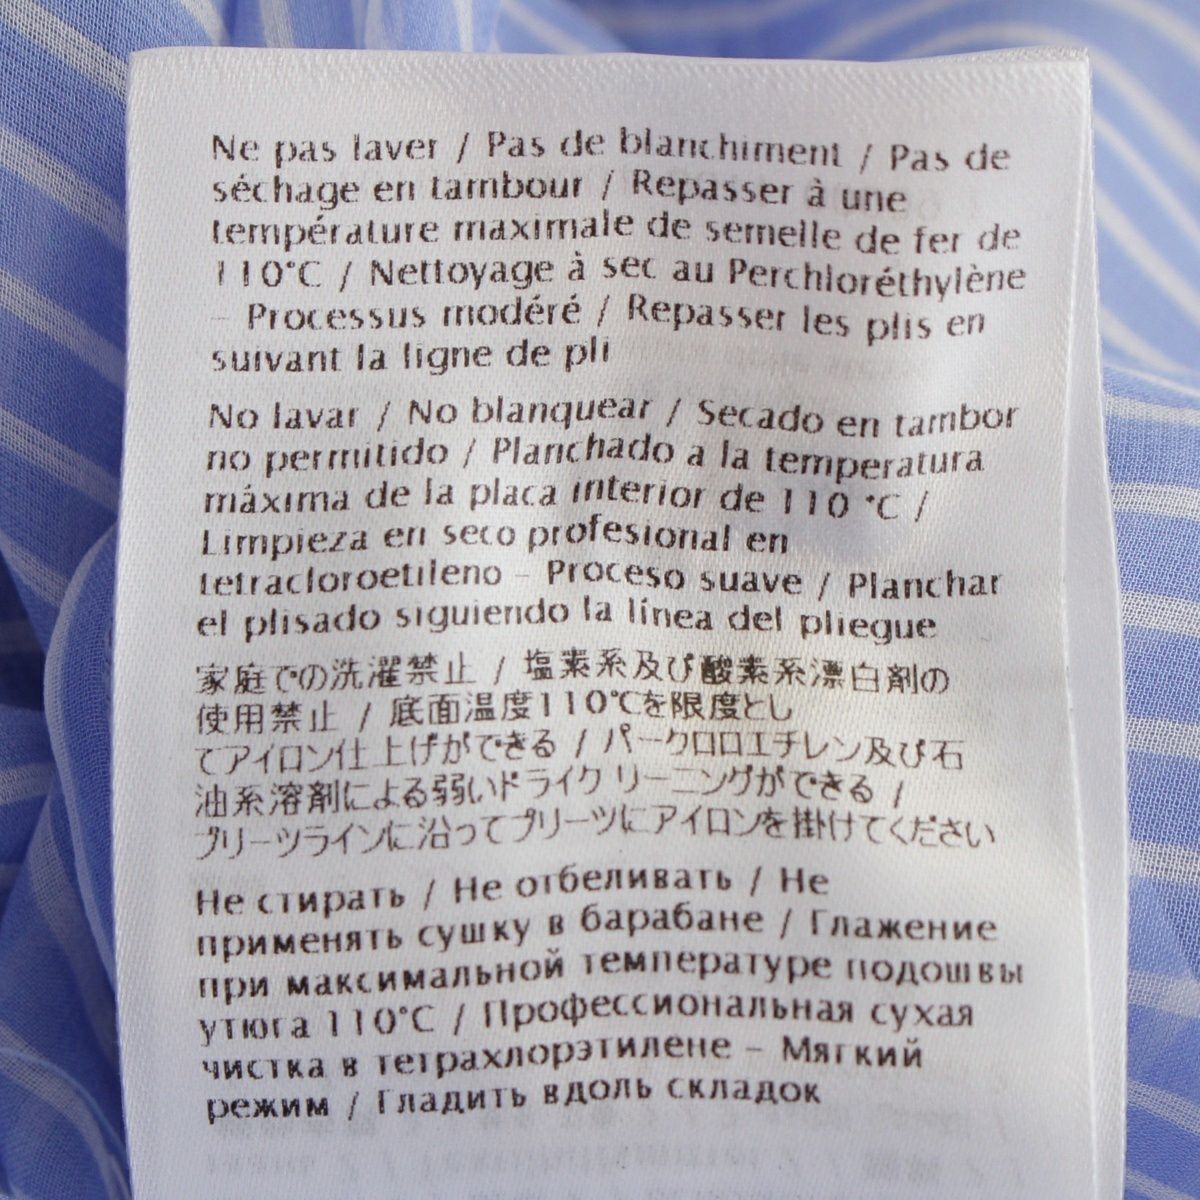 Ne pas laver / Pas de blanchiment / Pas de
séchage en tambour / Repasser à une
température maximale de semelle de fer de
110°C / Nettoyage à sec au Perchloréthylène
– Processus modéré / Repasser les plis en
suivant la ligne de pli
No lavar / No blanquear / Secado en tambor
no permitido / Planchado a la temperatura
máxima de la placa interior de 110 °C /
Limpieza en seco profesional en
tetracloroetileno – Proceso suave / Planchar
el plisado siguiendo la línea del pliegue
家庭での洗濯禁止 / 塩素系及び酸素系漂白剤の
使用禁止 / 底面温度110℃を限度とし
てアイロン仕上げができる / パークロロエチレン及び石
油系溶剤による弱いドライクリーニングができる /
プリーツラインに沿ってプリーツにアイロンを掛けてください
Не стирать / Не отбеливать / Не
применять сушку в барабане / Глажение
при максимальной температуре подошвы
утюга 110°C / Профессиональная сухая
чистка в тетрахлорэтилене – Мягкий
режим / Гладить вдоль складок